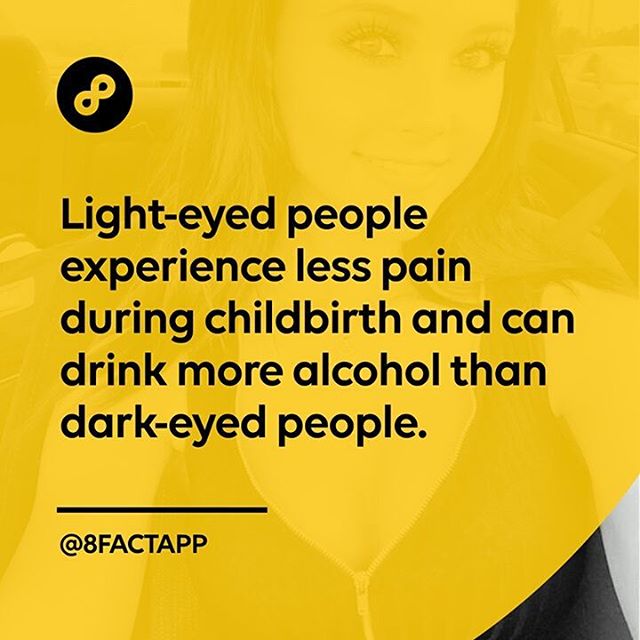 Light-eyed people
experience less pain
during childbirth and can
drink more alcohol than
dark-eyed people.
@8FACTAPP